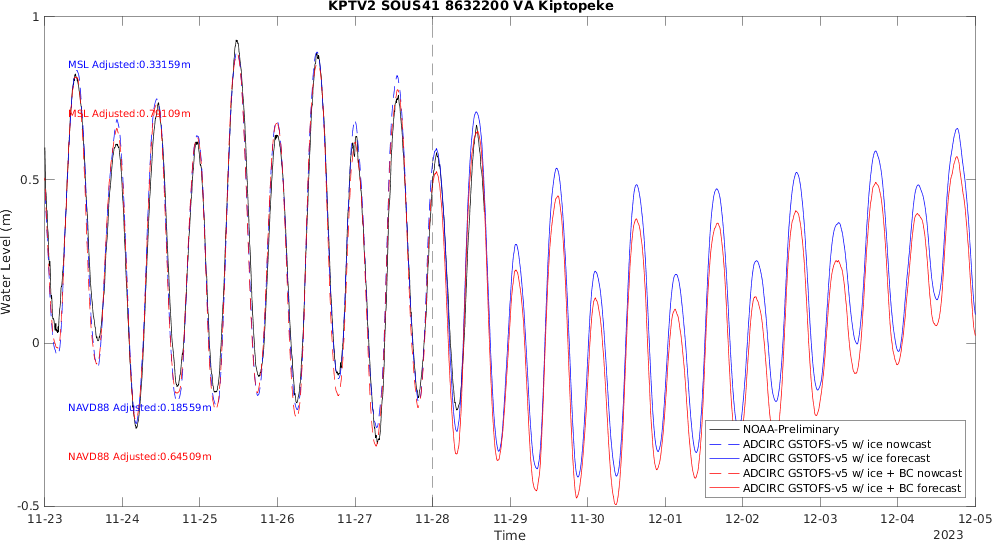 KPTV2 SOUS41 8632200 VA Kiptopeke
Water Level (m)
1
0.5
0
-0.5
MSL Adjusted:0.33159m
MSL Adjusted:0.79109m
NAVD88 Adjusted:0.18559m
NAVD88 Adjusted:0.64509m
NOAA-Preliminary
ADCIRC GSTOFS-v5 w/ ice nowcast
ADCIRC GSTOFS-v5 w/ ice forecast
ADCIRC GSTOFS-v5 w/ ice + BC nowcast
ADCIRC GSTOFS-v5 w/ ice + BC forecast
11-23 11-24 11-25 11-26 11-27 11-28 11-29 11-30 12-01 12-02 12-03 12-04 12-05
Time
2023